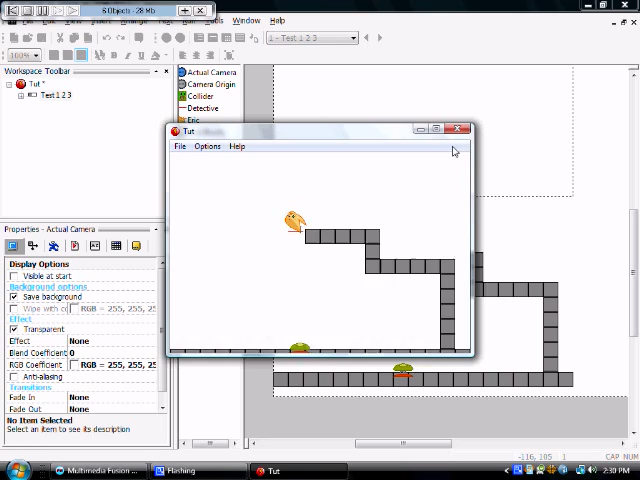 6 Objects - 28 Mb
Insert
Window Help
100%
1 - Test 1 2 3
Workspace Toolbar
Tut *
Test 1 2 3
Actual Camera
Camera Origin
Collider
Detective
Eric
Tut
File Options Help
Properties - Actual Camera
Display Options
Visible at start
Background options
Save background
Wipe with co RGB = 255, 255, 25
Effect
Transparent
Effect None
Blend Coefficient 0
RGB Coefficient RGB = 255, 255, 25
Anti-aliasing
Transitions
Fade In None
Fade Out None
No Item Selected
Select an item to see its description
-116, 105 1 CAP NUM
Multimedia Fusion ... Flashing Tut 2:30 PM